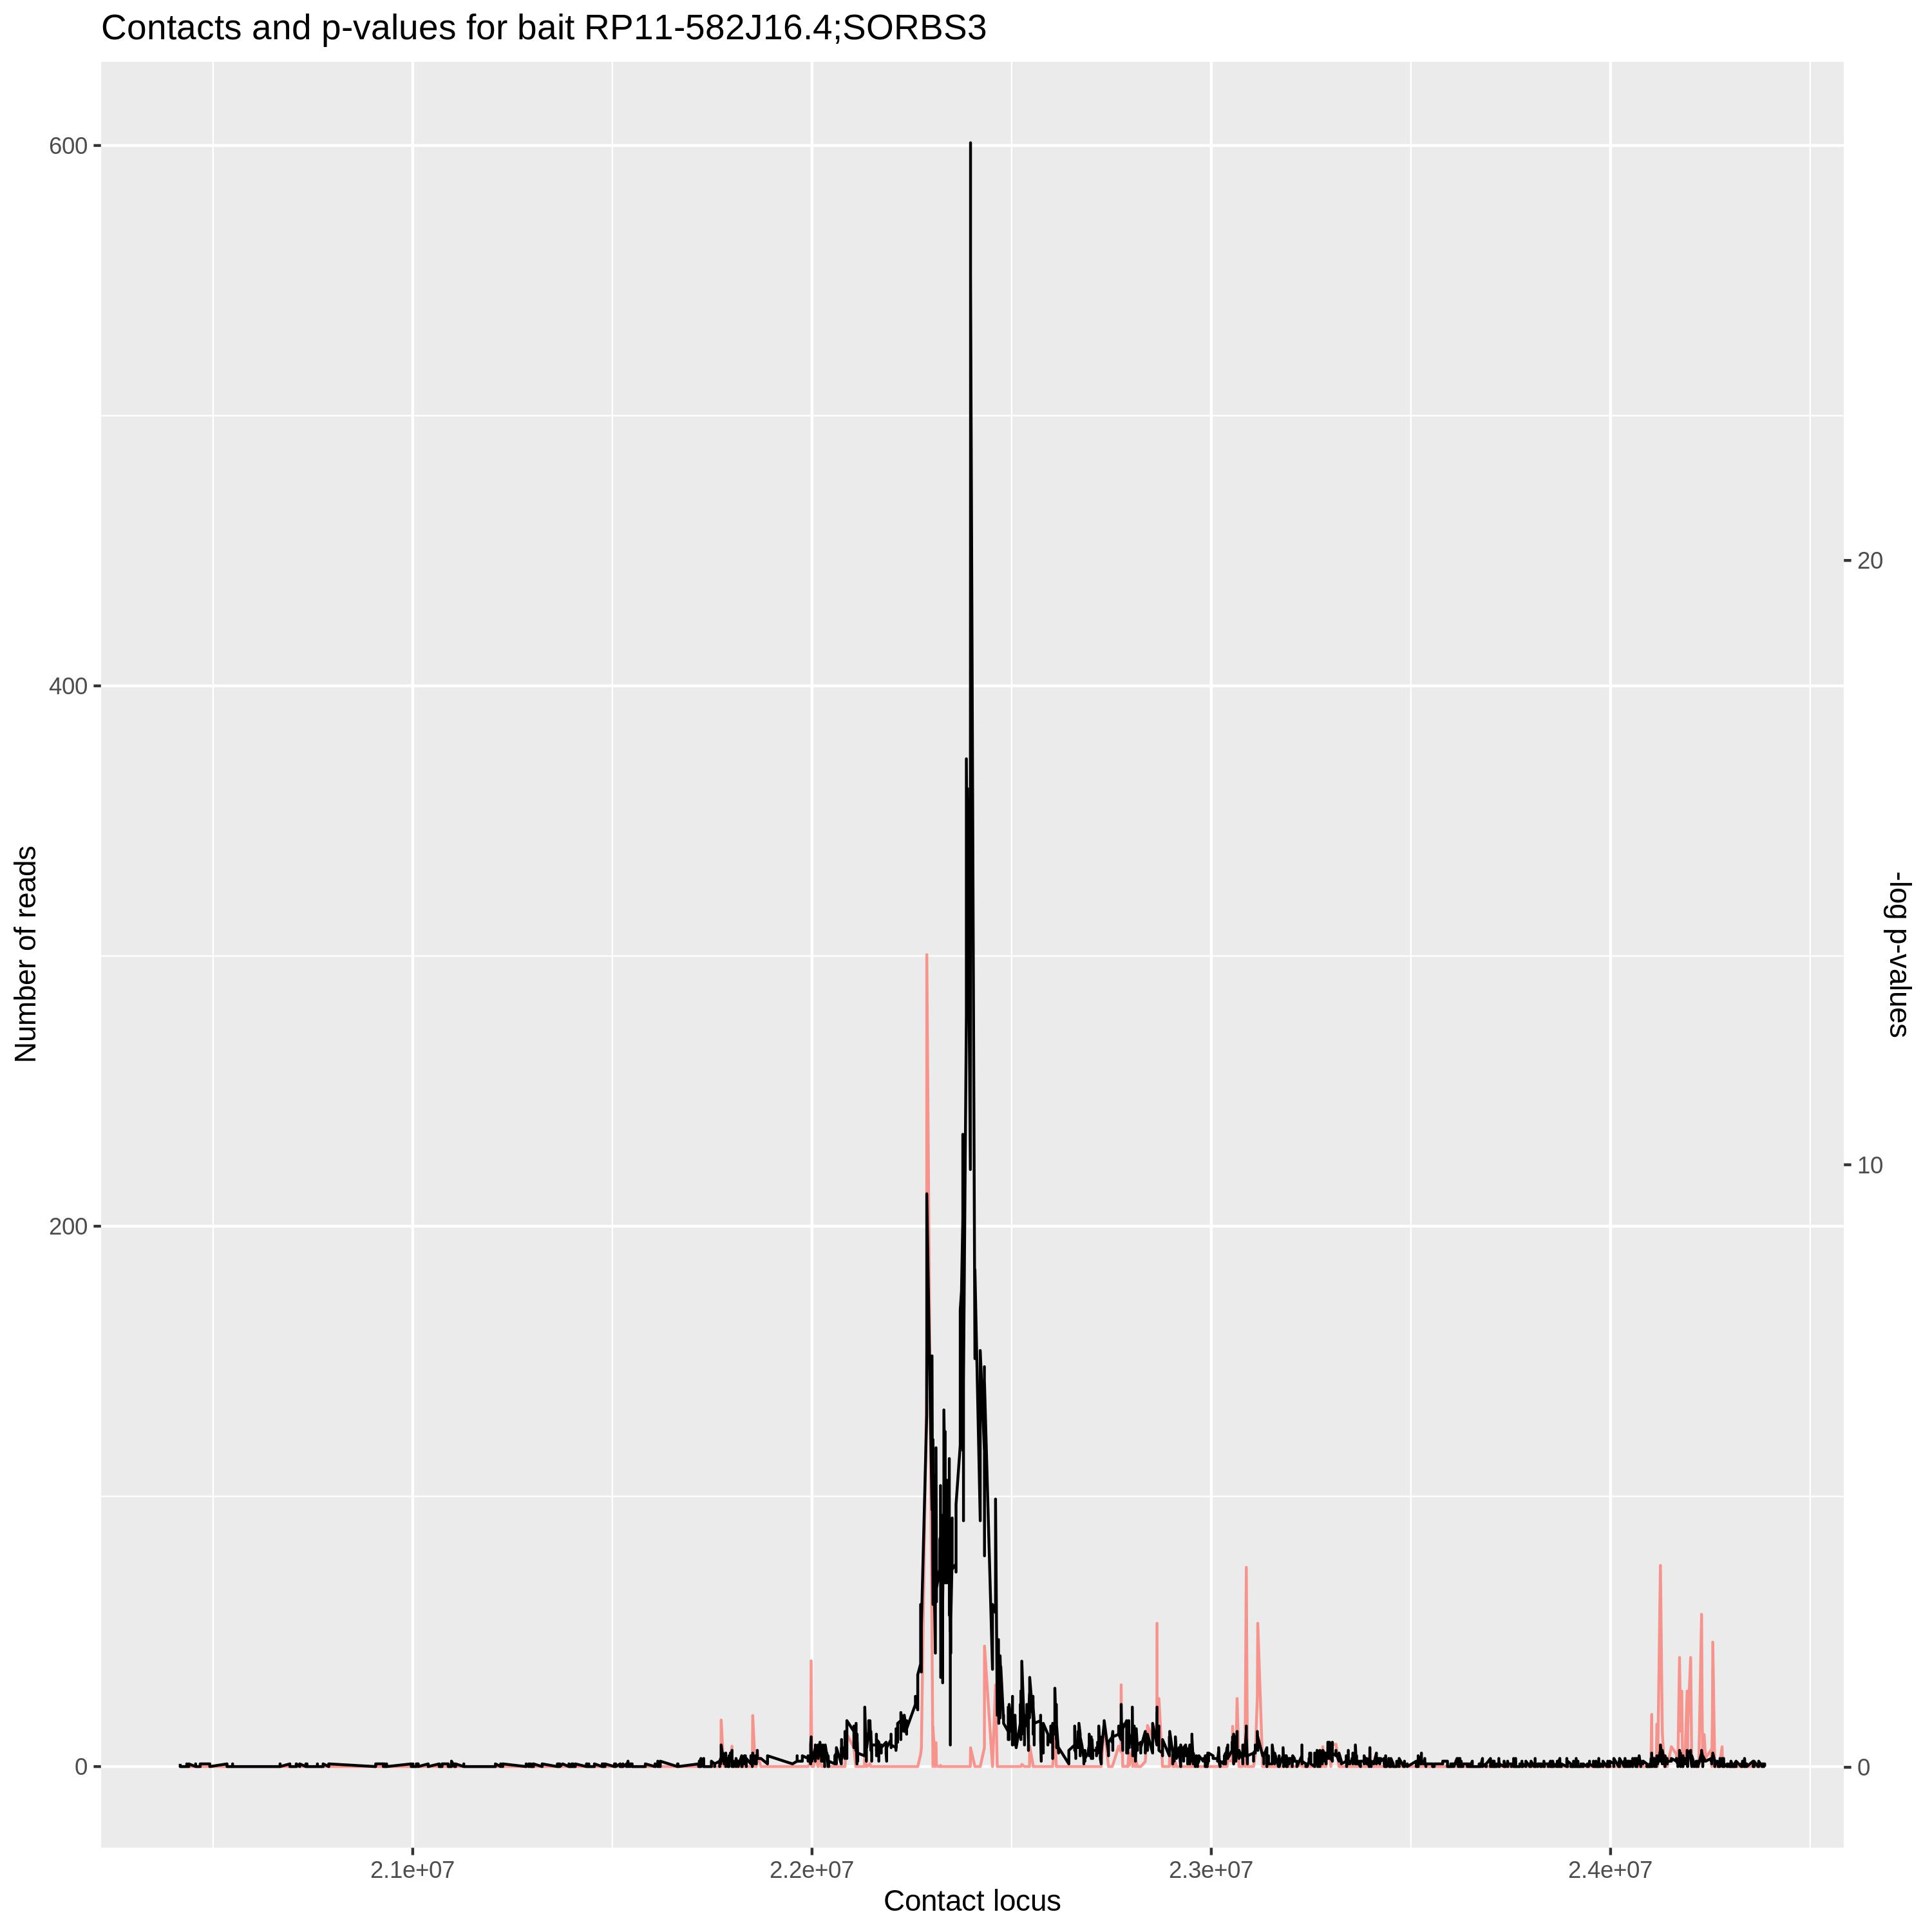 Contacts and p-values for bait RP11-582J16.4;SORBS3
600
400
200
0
Number of reads
20
10
0
-log p-values
2.1e+07
2.2e+07
2.3e+07
2.4e+07
Contact locus